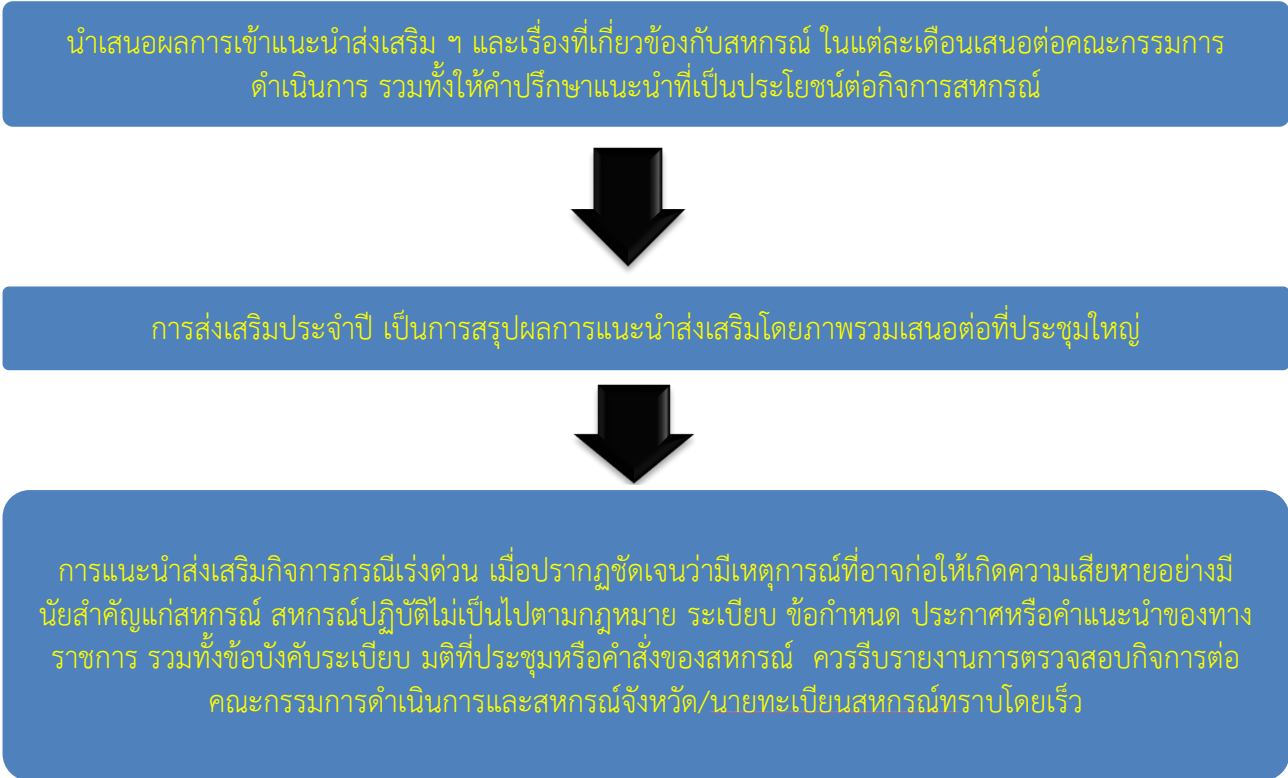 นำเสนอผลการเข้าแนะนำส่งเสริม ฯ และเรื่องที่เกี่ยวข้องกับสหกรณ์ ในแต่ละเดือนเสนอต่อคณะกรรมการ
ดำเนินการ รวมทั้งให้คำปรึกษาแนะนำที่เป็นประโยชน์ต่อกิจการสหกรณ์
การส่งเสริมประจำปี เป็นการสรุปผลการแนะนำส่งเสริมโดยภาพรวมเสนอต่อที่ประชุมใหญ่
การแนะนำส่งเสริมกิจการกรณีเร่งด่วน เมื่อปรากฏชัดเจนว่ามีเหตุการณ์ที่อาจก่อให้เกิดความเสียหายอย่างมี
นัยสำคัญแก่สหกรณ์ สหกรณ์ปฏิบัติไม่เป็นไปตามกฎหมาย ระเบียบ ข้อกำหนด ประกาศหรือคำแนะนำของทาง
ราชการ รวมทั้งข้อบังคับระเบียบ มติที่ประชุมหรือคำสั่งของสหกรณ์ ควรรีบรายงานการตรวจสอบกิจการต่อ
คณะกรรมการดำเนินการและสหกรณ์จังหวัด/นายทะเบียนสหกรณ์ทราบโดยเร็ว